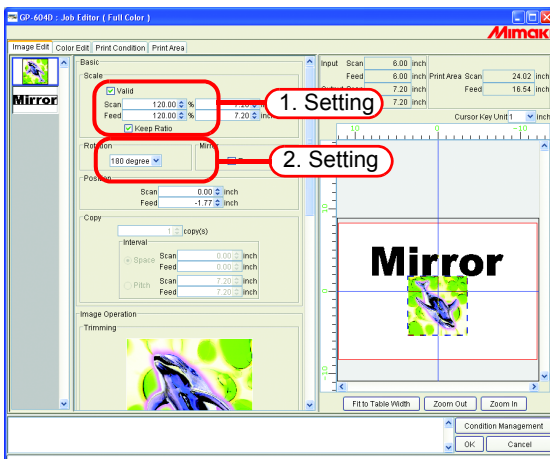 GP-604D : Job Editor ( Full Color )
Mimaki
Image Edit Color Edit Print Condition Print Area
Mirror
Basic
Scale
Valid
Scan 120.00 % 7.20 inch
Feed 120.00 % 7.20 inch
Keep Ratio
1. Setting
Rotation Mirror
180 degree
2. Setting
Position
Scan 0.00 inch
Feed -1.77 inch
Copy
1 copy(s)
Interval
Space Scan 0.00 inch
Feed 0.00 inch
Pitch Scan 7.20 inch
Feed 7.20 inch
Image Operation
Trimming
Input Scan 6.00 inch
Feed 6.00 inch Print Area Scan 24.02 inch
7.20 inch Feed 16.54 inch
7.20 inch
Cursor Key Unit 1 inch
10 0 -10
10
0
-10
Mirror
Fit to Table Width Zoom Out Zoom In
Condition Management
OK Cancel